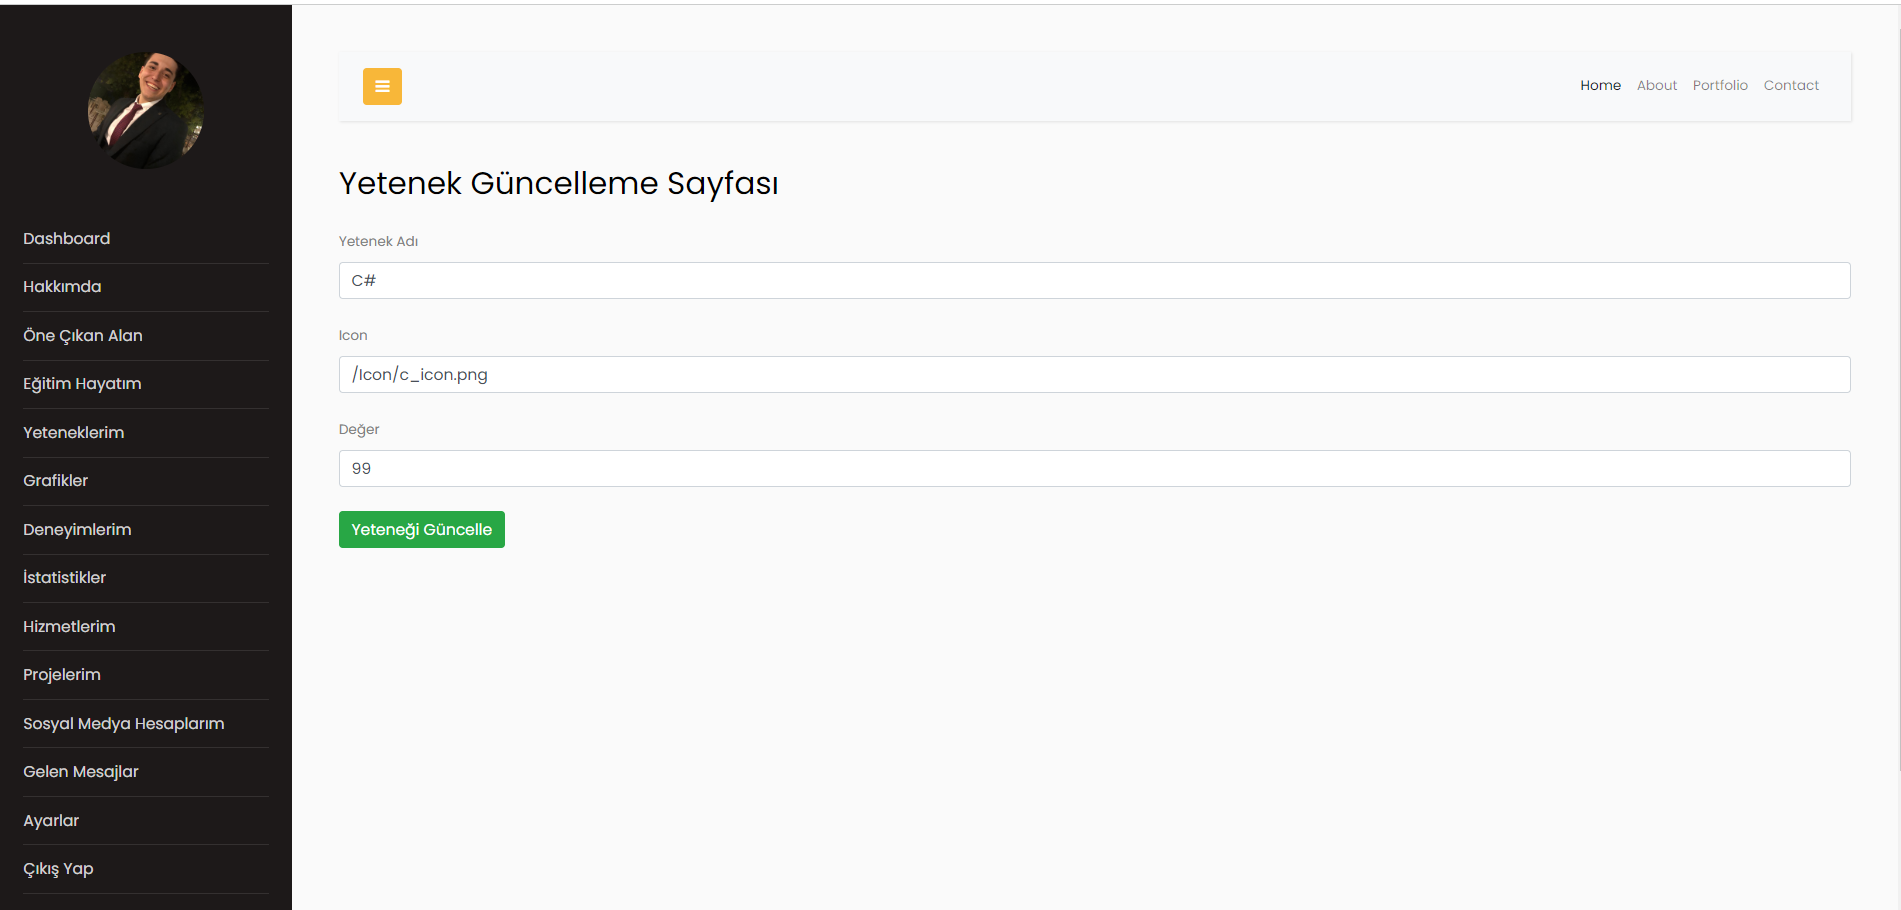 Dashboard
Hakkımda
Öne Çıkan Alan
Eğitim Hayatım
Yeteneklerim
Grafikler
Deneyimlerim
İstatistikler
Hizmetlerim
Projelerim
Sosyal Medya Hesaplarım
Gelen Mesajlar
Ayarlar
Çıkış Yap
Home About Portfolio Contact
Yetenek Güncelleme Sayfası
Yetenek Adı
C#
Icon
/Icon/c_icon.png
Değer
99
Yeteneği Güncelle